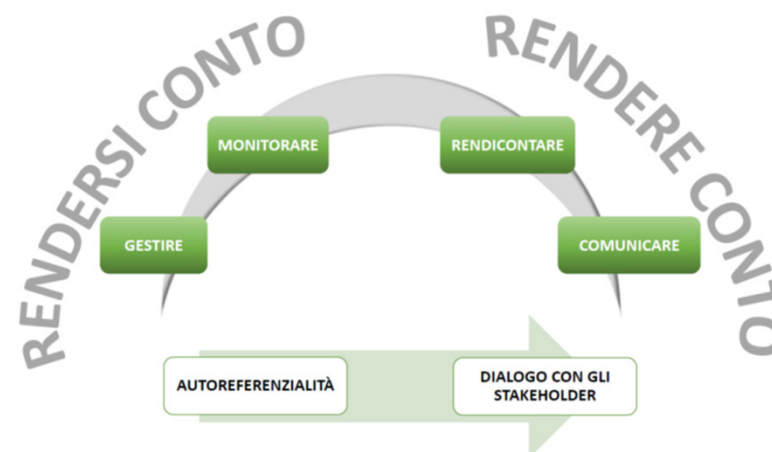 RENDERSI CONTO
RENDERE CONTO
MONITORARE
RENDICONTARE
GESTIRE
COMUNICARE
AUTOREFERENZIALITÀ
DIALOGO CON GLI
STAKEHOLDER